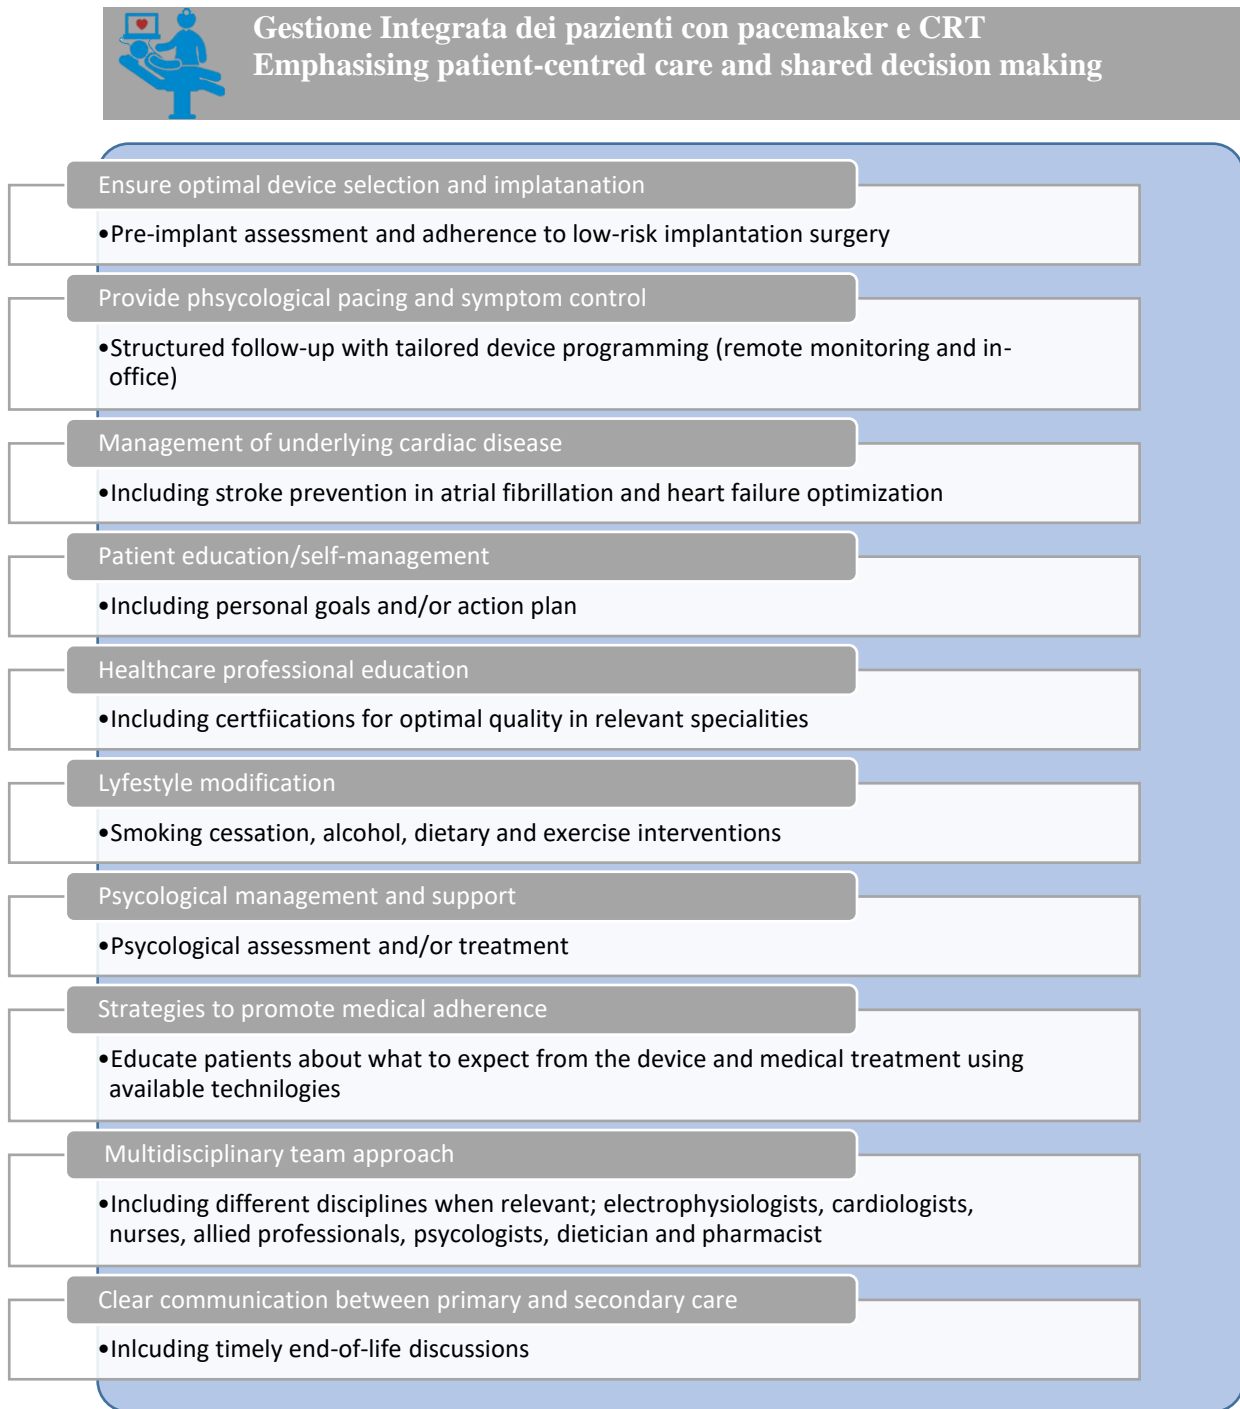 Gestione Integrata dei pazienti con pacemaker e CRT
Emphasising patient-centred care and shared decision making
Ensure optimal device selection and implatanation
•Pre-implant assessment and adherence to low-risk implantation surgery
Provide phsycological pacing and symptom control
•Structured follow-up with tailored device programming (remote monitoring and in-
office)
Management of underlying cardiac disease
•Including stroke prevention in atrial fibrillation and heart failure optimization
Patient education/self-management
•Including personal goals and/or action plan
Healthcare professional education
•Including certfiications for optimal quality in relevant specialities
Lyfestyle modification
•Smoking cessation, alcohol, dietary and exercise interventions
Psycological management and support
•Psycological assessment and/or treatment
Strategies to promote medical adherence
•Educate patients about what to expect from the device and medical treatment using
available technilogies
Multidisciplinary team approach
•Including different disciplines when relevant; electrophysiologists, cardiologists,
nurses, allied professionals, psycologists, dietician and pharmacist
Clear communication between primary and secondary care
•Inlcuding timely end-of-life discussions